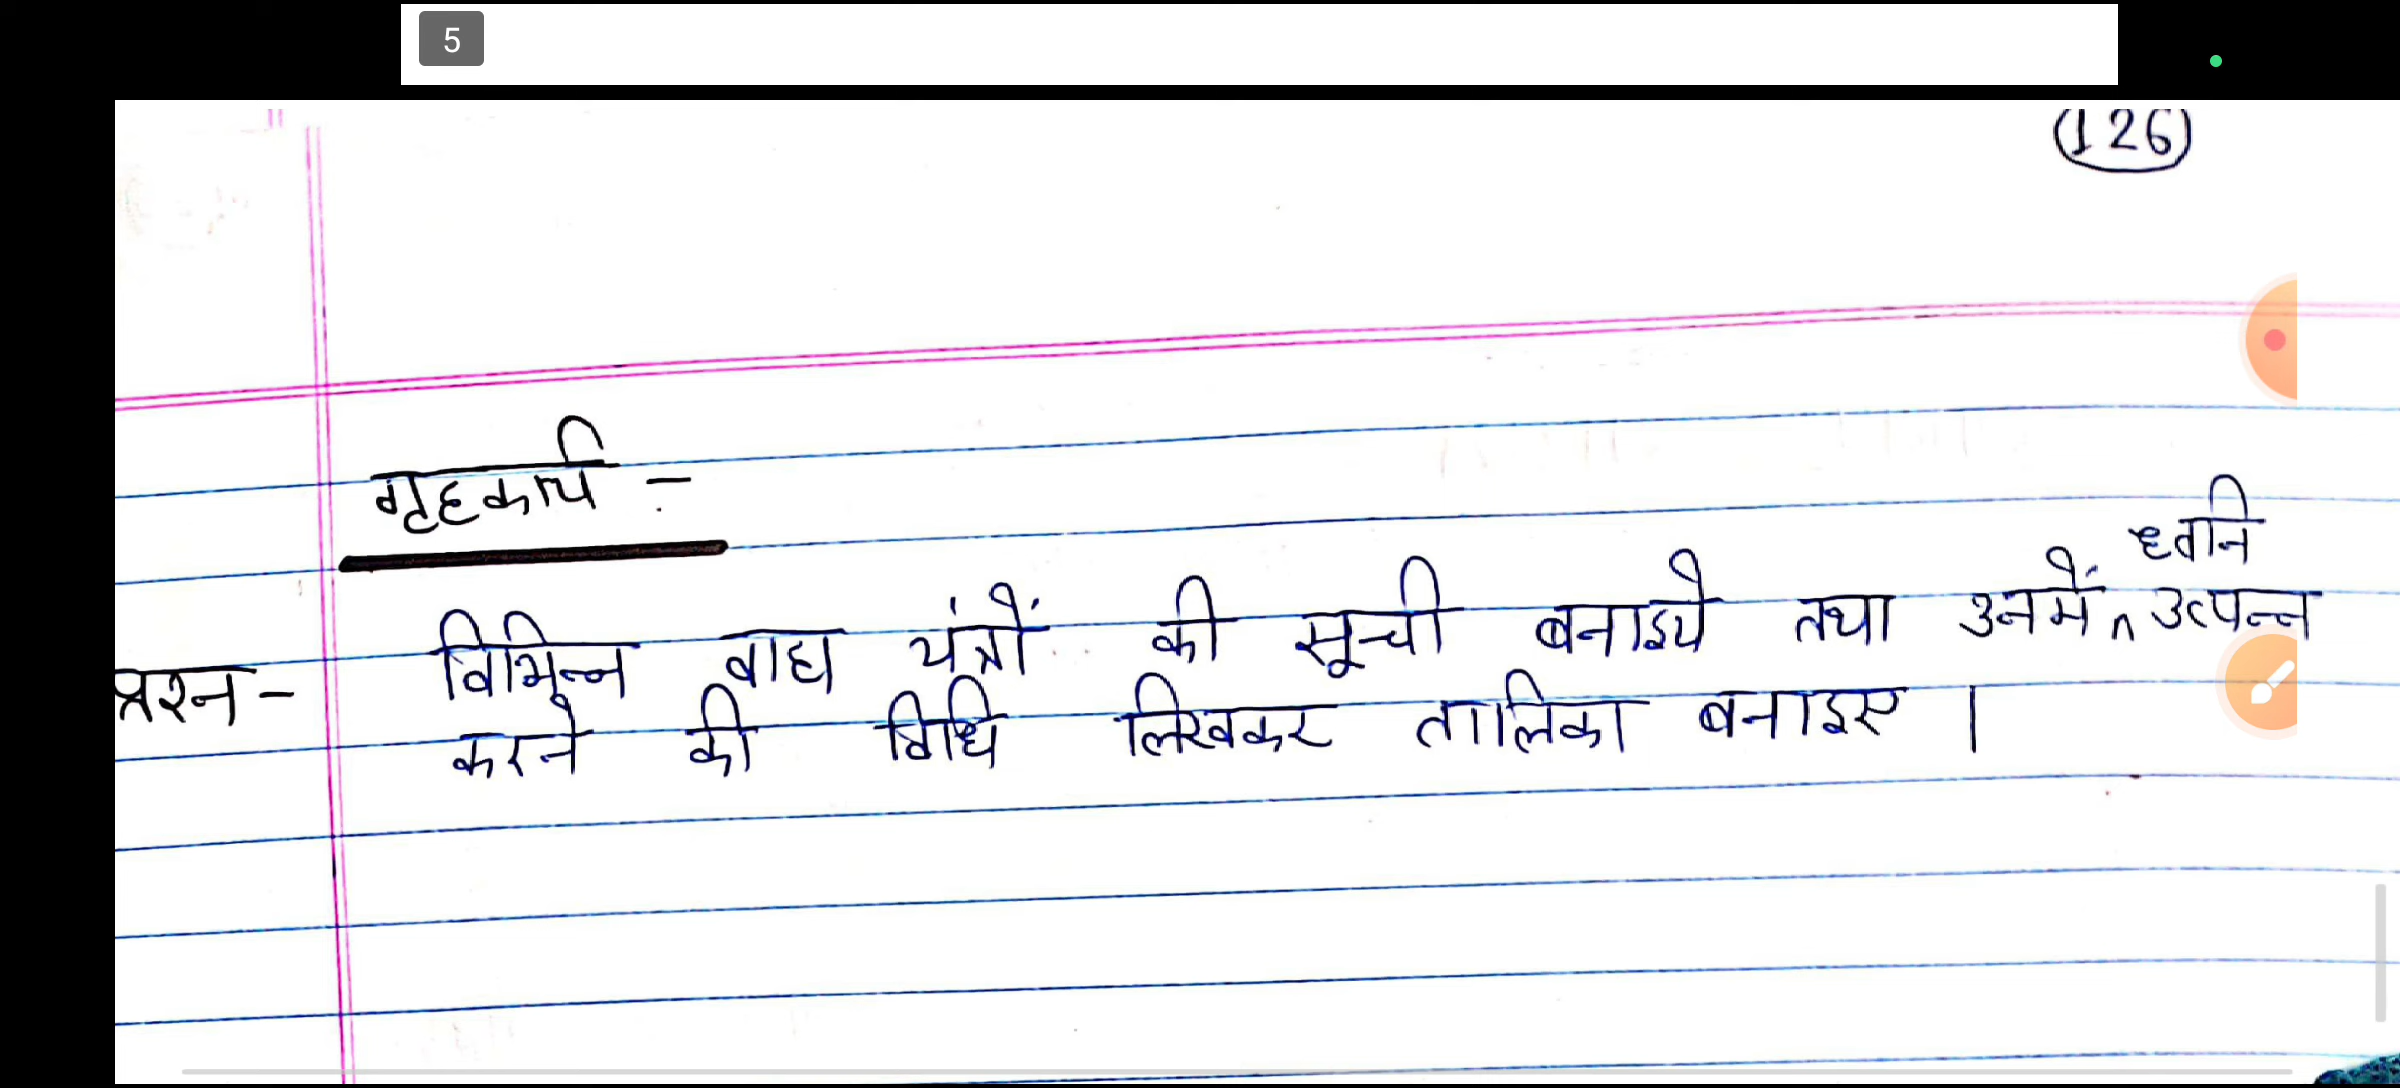 5
(126)
गृहकार्य :-
प्रश्न - विभिन्न वाद्य यंत्रों की सूची बनाइये तथा उनमें ध्वनि उत्पन्न
करने की विधि लिखकर तालिका बनाइए ।